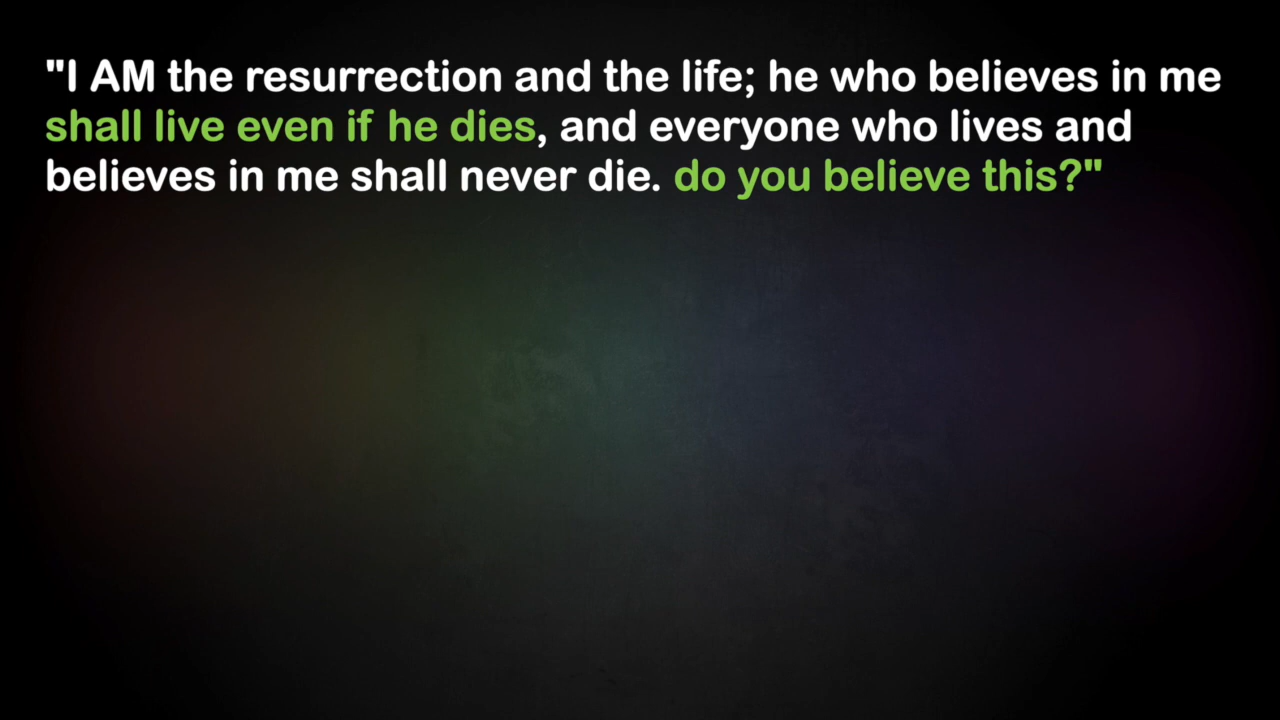 "I AM the resurrection and the life; he who believes in me
shall live even if he dies, and everyone who lives and
believes in me shall never die. do you believe this?"